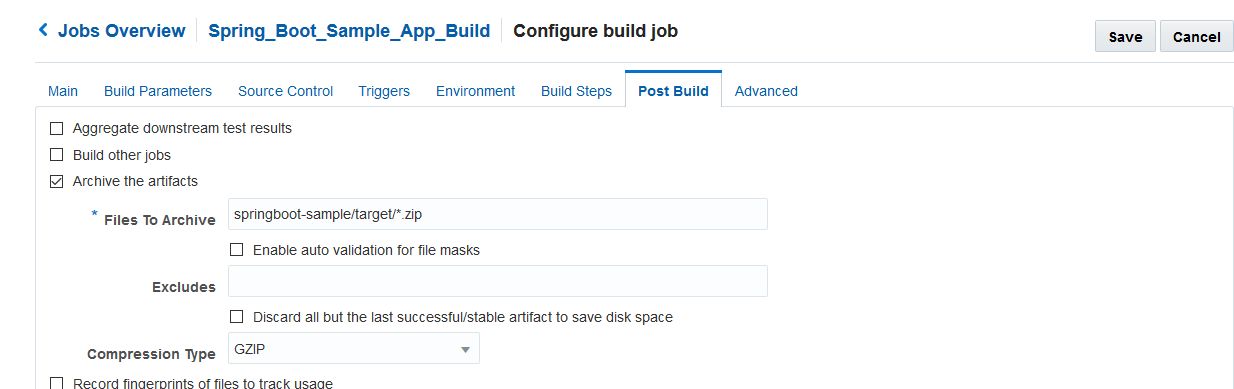 Jobs Overview Spring_Boot_Sample_App_Build Configure build job Save Cancel
Main Build Parameters Source Control Triggers Environment Build Steps Post Build Advanced
Aggregate downstream test results
Build other jobs
Archive the artifacts
* Files To Archive springboot-sample/target/*.zip
Enable auto validation for file masks
Excludes
Discard all but the last successful/stable artifact to save disk space
Compression Type GZIP
Record fingerprints of files to track usage